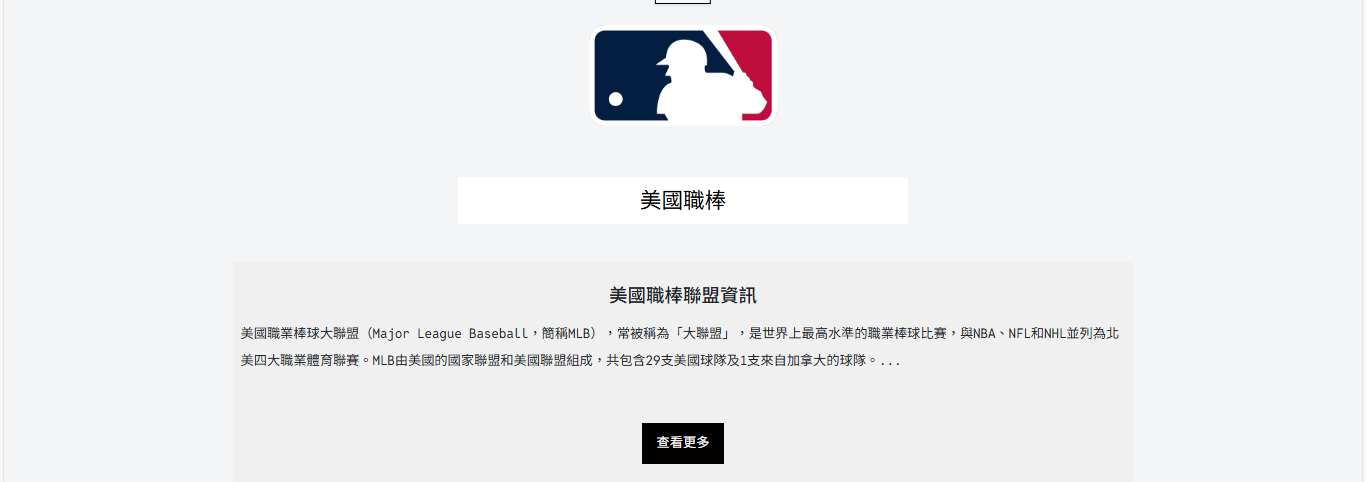 美國職棒
美國職棒聯盟資訊
美國職業棒球大聯盟（Major League Baseball，簡稱MLB），常被稱為「大聯盟」，是世界上最高水準的職業棒球比賽，與NBA、NFL和NHL並列為北
美四大職業體育聯賽。MLB由美國的國家聯盟和美國聯盟組成，共包含29支美國球隊及1支來自加拿大的球隊。...
查看更多